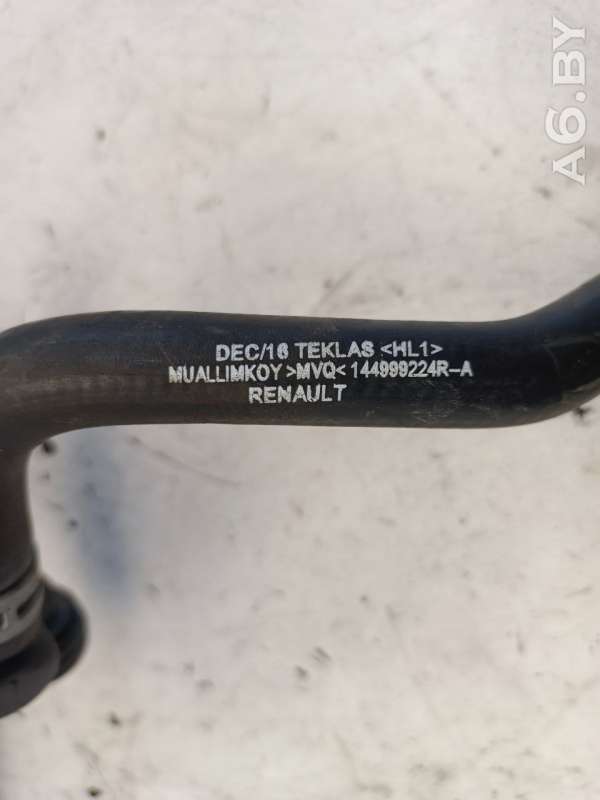 A6.BY
DEC/16 TEKLAS <HL1>
MUALLIMKOY >MVQ< 144999224R-A
RENAULT